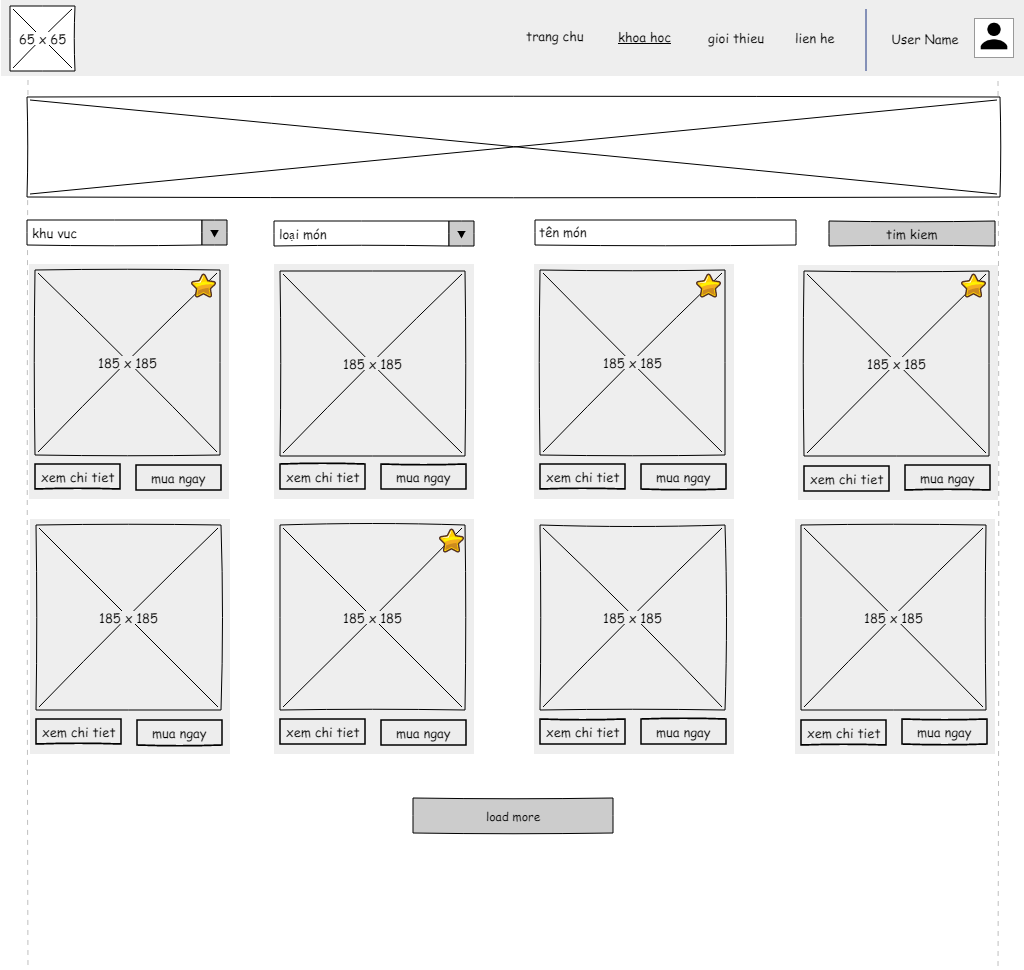 65 x 65
trang chu
khoa hoc
gioi thieu
lien he
User Name
khu vuc
loại món
tên món
tim kiem
185 x 185
185 x 185
185 x 185
185 x 185
xem chi tiet
mua ngay
xem chi tiet
mua ngay
xem chi tiet
mua ngay
xem chi tiet
mua ngay
185 x 185
185 x 185
185 x 185
185 x 185
xem chi tiet
mua ngay
xem chi tiet
mua ngay
xem chi tiet
mua ngay
xem chi tiet
mua ngay
load more